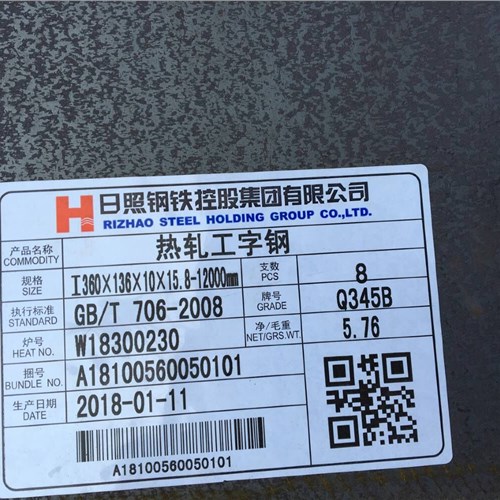 日照钢铁控股集团有限公司
RIZHAO STEEL HOLDING GROUP CO.,LTD.
产品名称 热轧工字钢
COMMODITY
规格 I360×136×10×15.8-12000mm 支数 8
SIZE PCS
执行标准 GB/T 706-2008 牌号 Q345B
STANDARD GRADE
炉号 W18300230 净/毛重 5.76
HEAT NO. NET/GRS.WT.
捆号 A18100560050101
BUNDLE NO.
生产日期 2018-01-11
DATE
A18100560050101